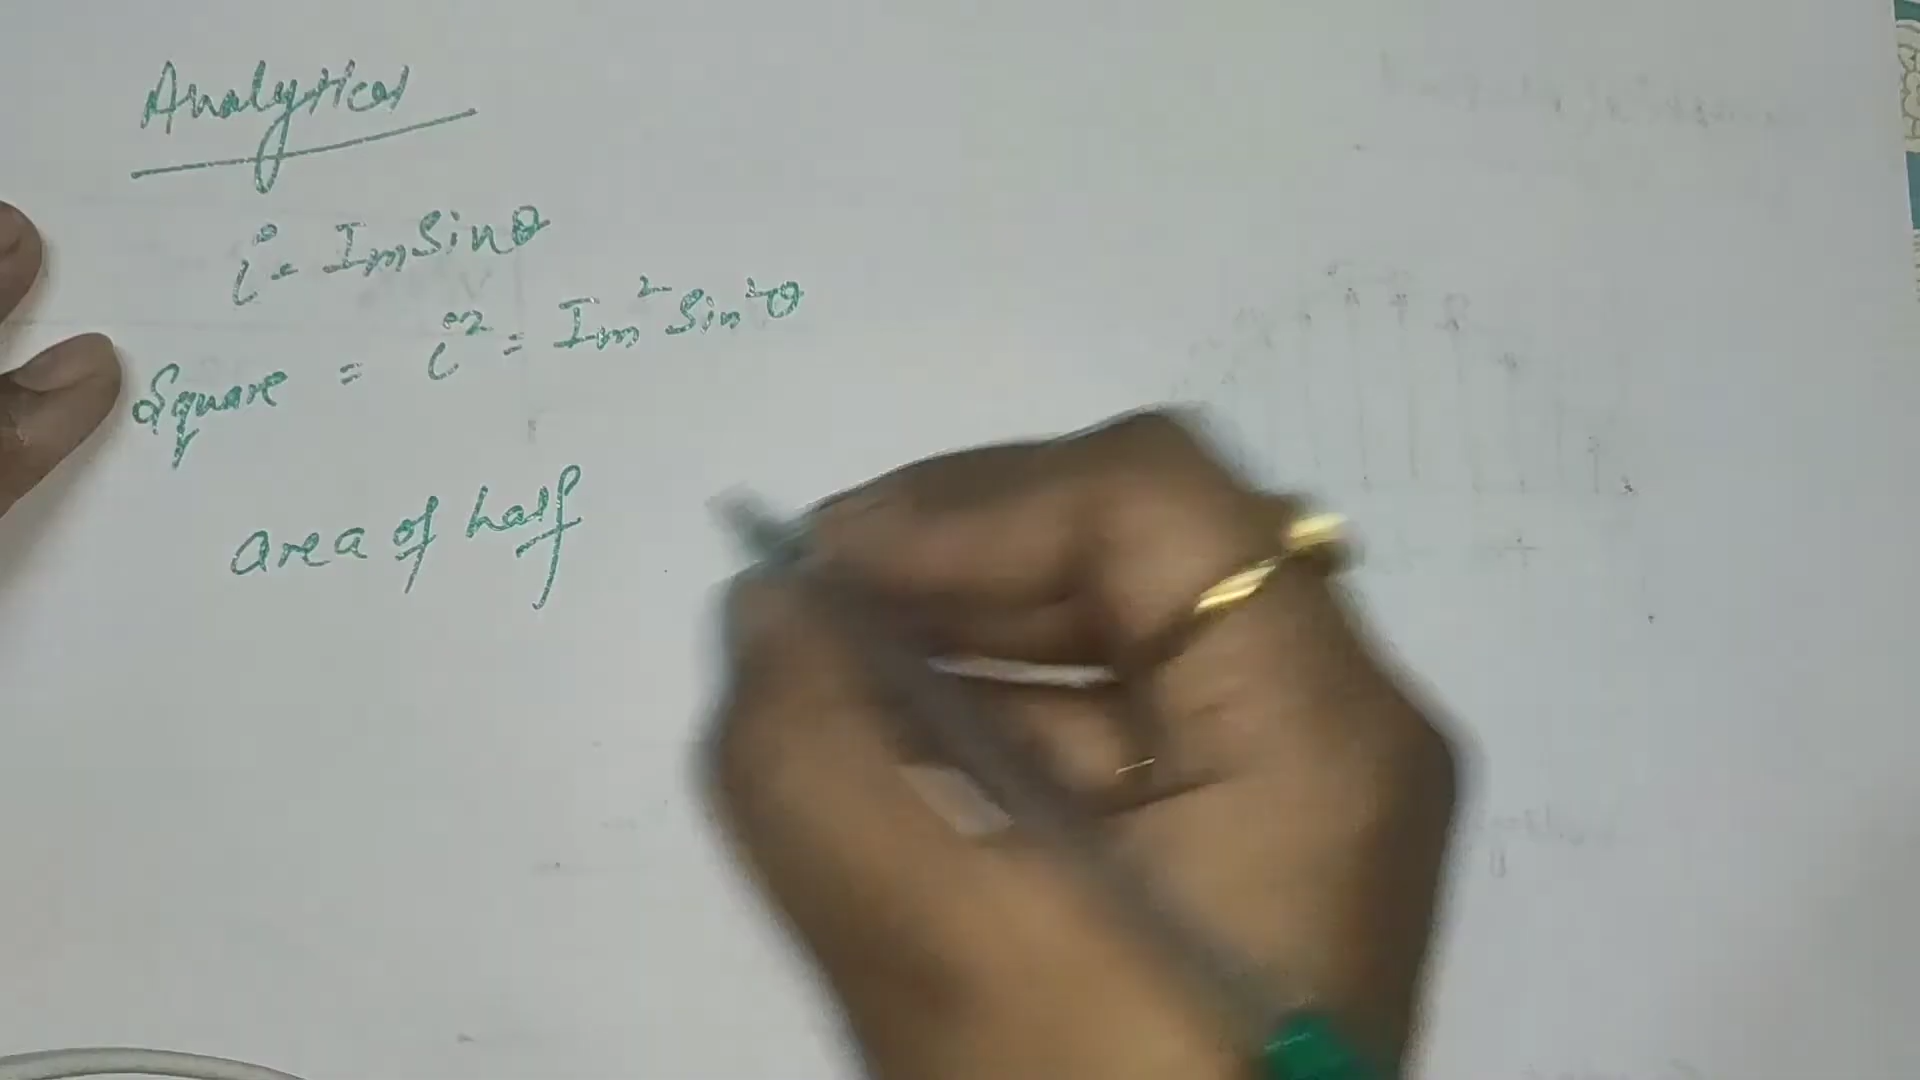 Analytical
i = Im Sinθ
Square = i² = Im² Sin²θ
area of half